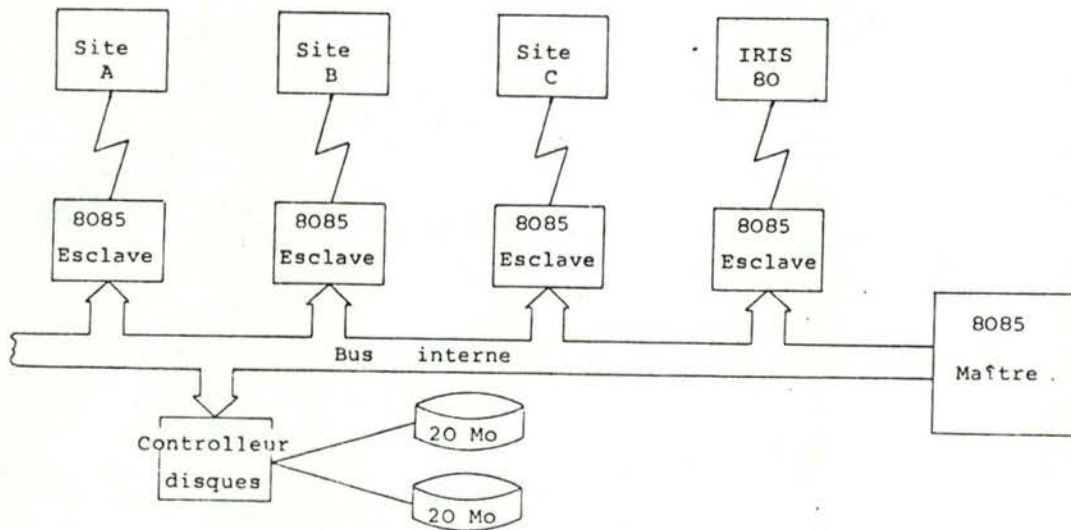 Site
A
Site
B
Site
C
IRIS
80
8085
Esclave
8085
Esclave
8085
Esclave
8085
Esclave
8085
Maître
Bus interne
Controlleur
disques
20 Mo
20 Mo